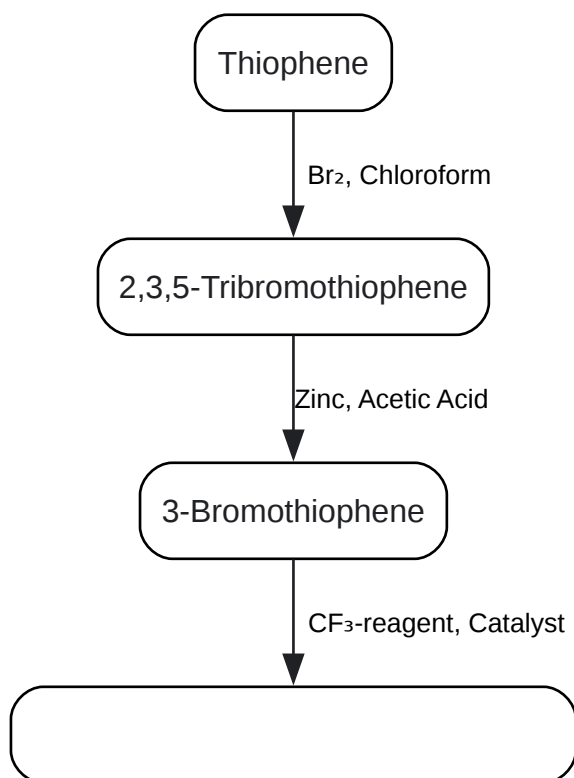 Thiophene
Br₂, Chloroform
2,3,5-Tribromothiophene
Zinc, Acetic Acid
3-Bromothiophene
CF₃-reagent, Catalyst